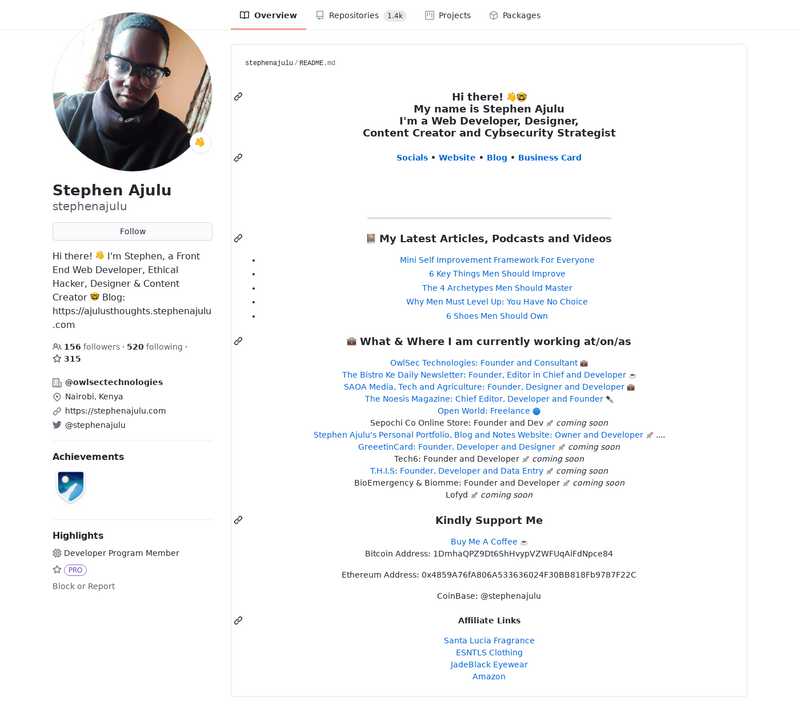 Overview
Repositories 1.4k
Projects
Packages
Stephen Ajulu
stephenajulu
Follow
Hi there! 👋 I'm Stephen, a Front
End Web Developer, Ethical
Hacker, Designer & Content
Creator 🤓 Blog:
https://ajulusthoughts.stephenajulu
.com
156 followers · 520 following ·
315
@owlsectechnologies
Nairobi, Kenya
https://stephenajulu.com
@stephenajulu
Achievements
Highlights
Developer Program Member
PRO
Block or Report
stephenajulu/README.md
Hi there! 👋🤓
My name is Stephen Ajulu
I'm a Web Developer, Designer,
Content Creator and Cybsecurity Strategist
Socials • Website • Blog • Business Card
My Latest Articles, Podcasts and Videos
• Mini Self Improvement Framework For Everyone
• 6 Key Things Men Should Improve
• The 4 Archetypes Men Should Master
• Why Men Must Level Up: You Have No Choice
• 6 Shoes Men Should Own
💼 What & Where I am currently working at/on/as
OwlSec Technologies: Founder and Consultant 💼
The Bistro Ke Daily Newsletter: Founder, Editor in Chief and Developer ☕
SAOA Media, Tech and Agriculture: Founder, Designer and Developer 💼
The Noesis Magazine: Chief Editor, Developer and Founder ✒️
Open World: Freelance 🌐
Sepochi Co Online Store: Founder and Dev 🚀 coming soon
Stephen Ajulu's Personal Portfolio, Blog and Notes Website: Owner and Developer 🚀 ....
GreeetinCard: Founder, Developer and Designer 🚀 coming soon
Tech6: Founder and Developer 🚀 coming soon
T.H.I.S: Founder, Developer and Data Entry 🚀 coming soon
BioEmergency & Biomme: Founder and Developer 🚀 coming soon
Lofyd 🚀 coming soon
Kindly Support Me
Buy Me A Coffee ☕
Bitcoin Address: 1DmhaQPZ9Dt6ShHvypVZWFUqAiFdNpce84
Ethereum Address: 0x4859A76fA806A533636024F30BB818Fb9787F22C
CoinBase: @stephenajulu
Affiliate Links
Santa Lucia Fragrance
ESNTLS Clothing
JadeBlack Eyewear
Amazon